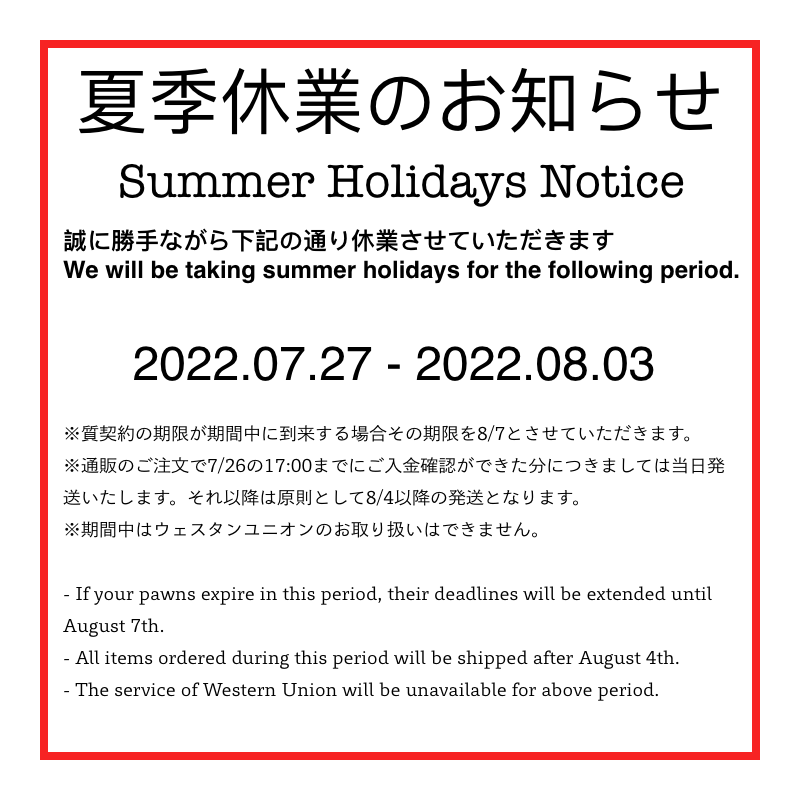 夏季休業のお知らせ
Summer Holidays Notice
誠に勝手ながら下記の通り休業させていただきます
We will be taking summer holidays for the following period.
2022.07.27 - 2022.08.03
※質契約の期限が期間中に到来する場合その期限を8/7とさせていただきます。
※通販のご注文で7/26の17:00までにご入金確認ができた分につきましては当日発
送いたします。それ以降は原則として8/4以降の発送となります。
※期間中はウェスタンユニオンのお取り扱いはできません。
- If your pawns expire in this period, their deadlines will be extended until
August 7th.
- All items ordered during this period will be shipped after August 4th.
- The service of Western Union will be unavailable for above period.